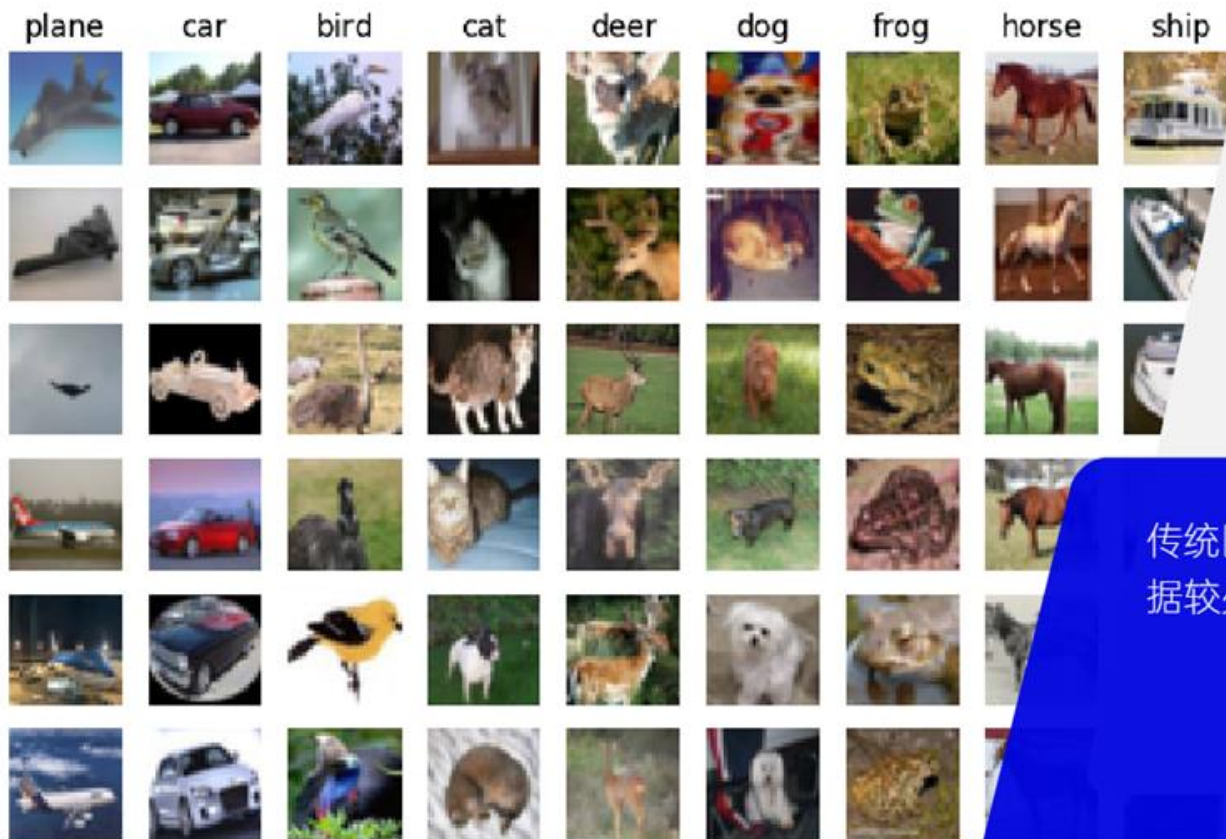 plane car bird cat deer dog frog horse ship
传统
据较